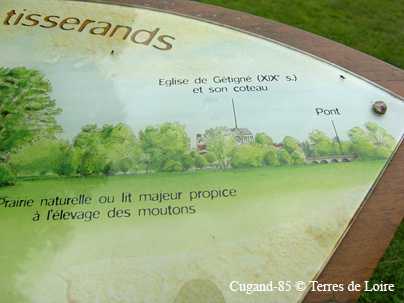 tisserands
Eglise de Gétigné (XIXe s.)
et son coteau
Pont
Prairie naturelle ou lit majeur propice
à l'élevage des moutons
Cugand-85 © Terres de Loire